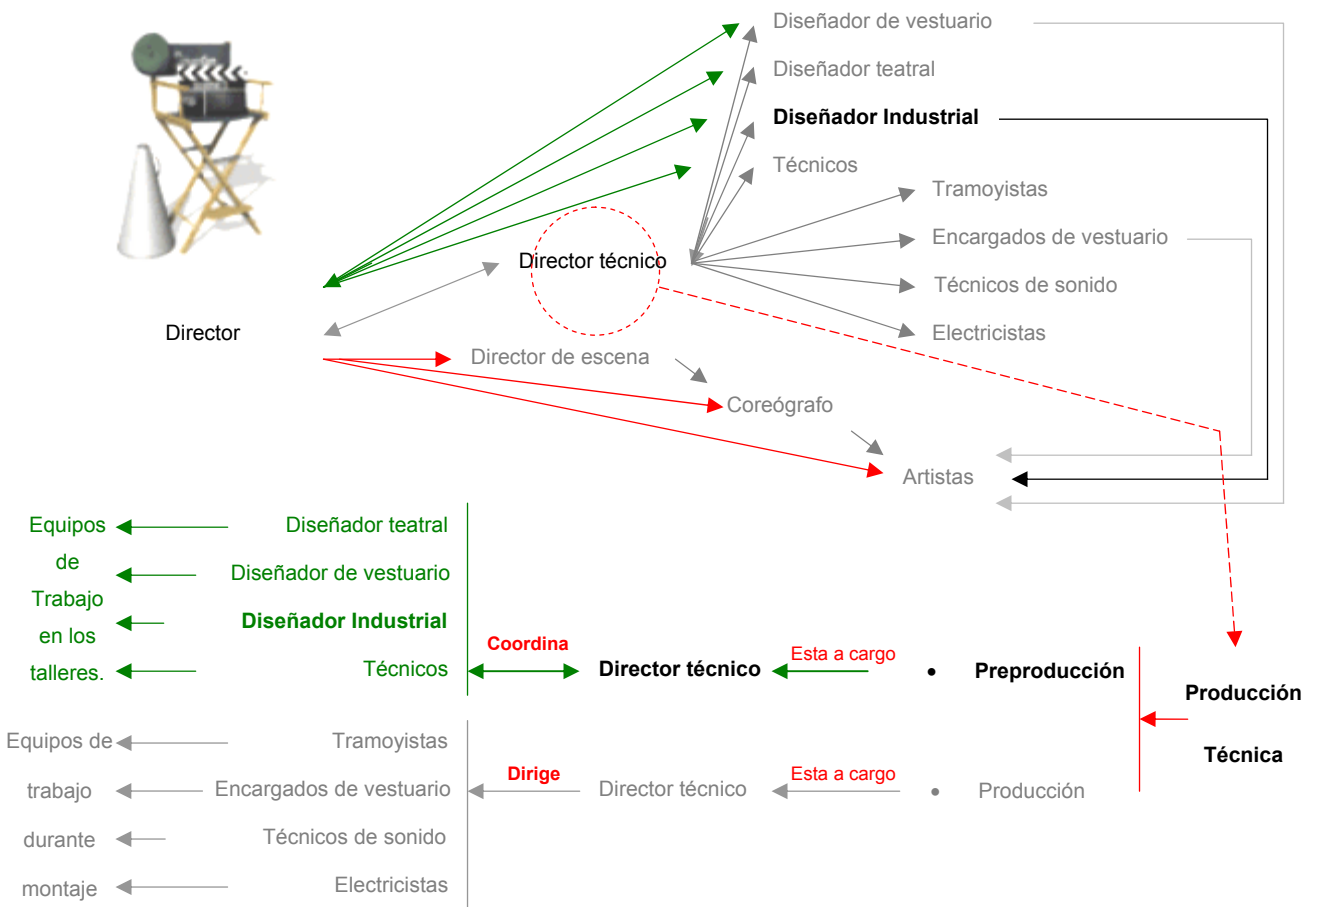 Diseñador de vestuario
Diseñador teatral
Diseñador Industrial
Técnicos
Tramoyistas
Encargados de vestuario
Director técnico
Técnicos de sonido
Director
Electricistas
Director de escena
Coreógrafo
Artistas
Equipos
de
Trabajo
en los
talleres.
Diseñador teatral
Diseñador de vestuario
Diseñador Industrial
Técnicos
Coordina
Director técnico
Esta a cargo
• Preproducción
Producción
Técnica
Equipos de
trabajo
durante
montaje
Tramoyistas
Encargados de vestuario
Técnicos de sonido
Electricistas
Dirige
Director técnico
Esta a cargo
• Producción